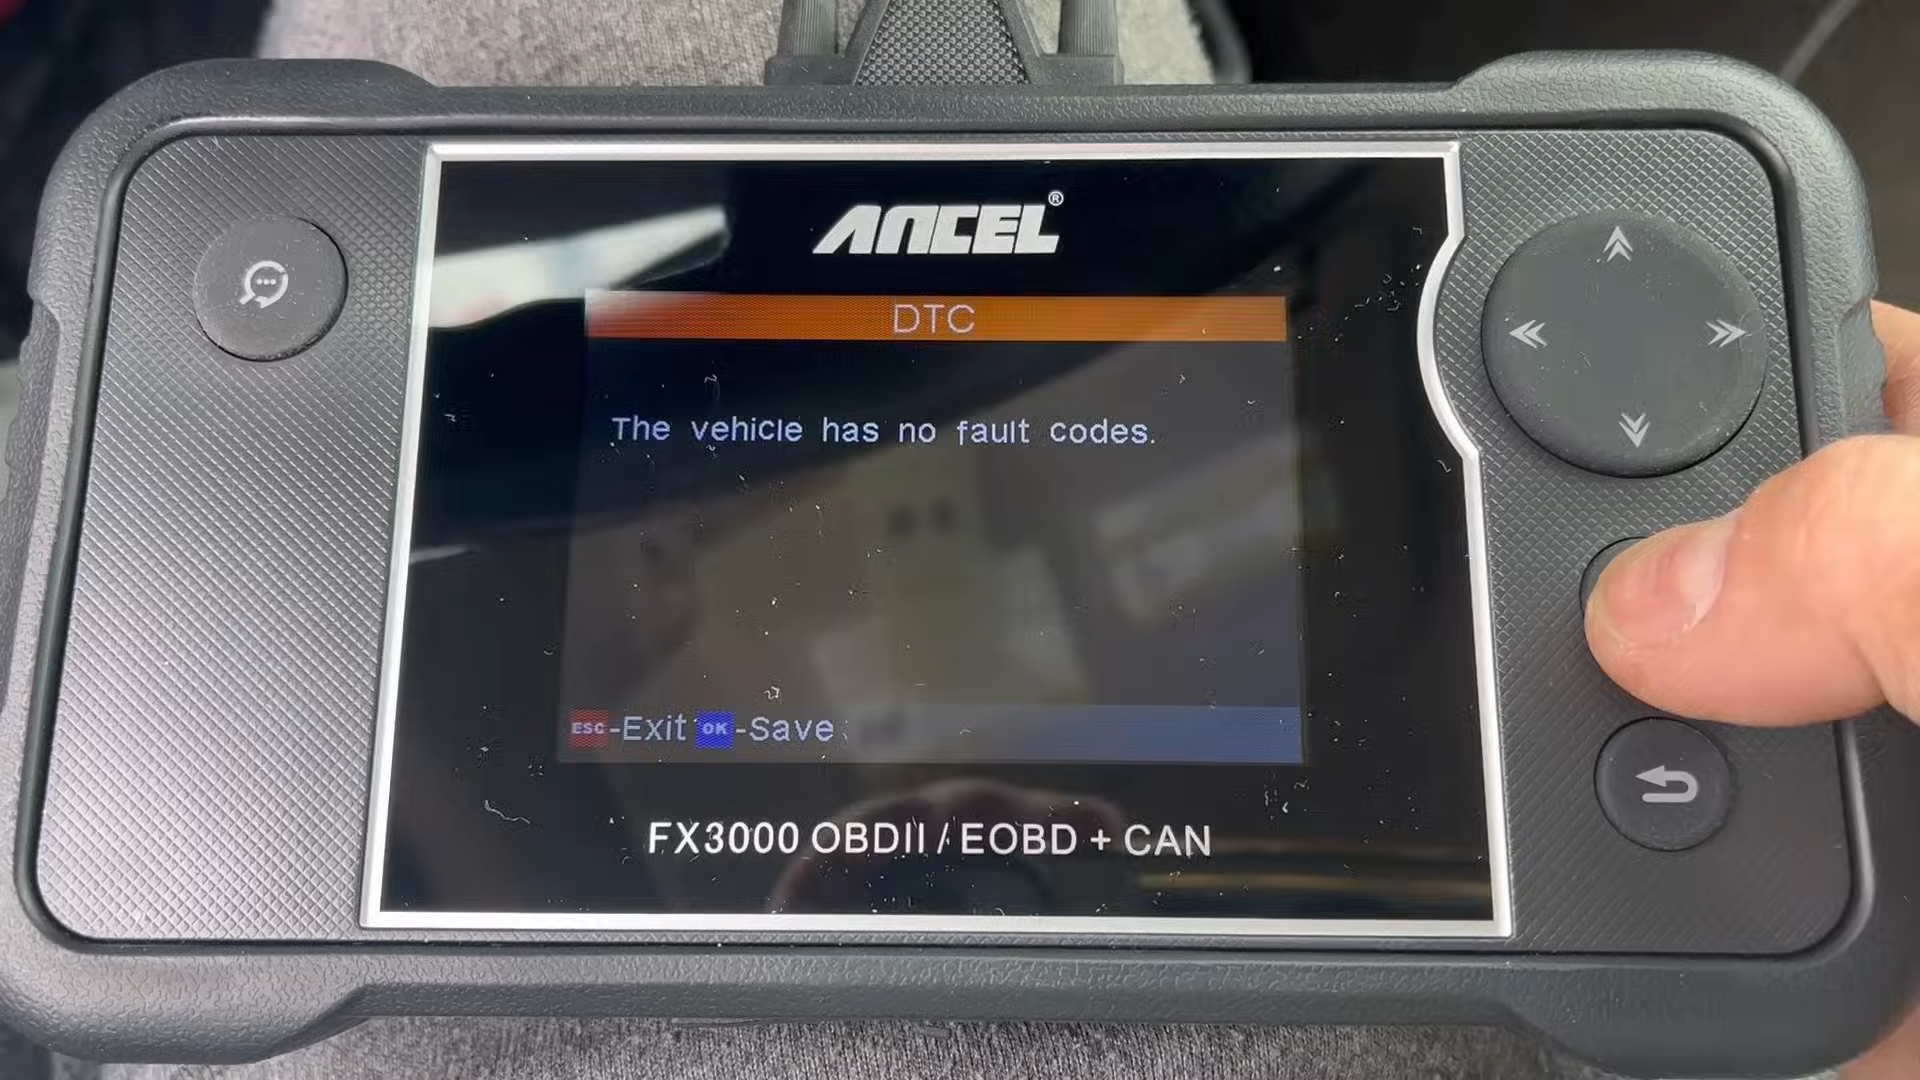 ANCEL®
DTC
The vehicle has no fault codes.
ESC-Exit OK-Save
FX3000 OBDII / EOBD + CAN